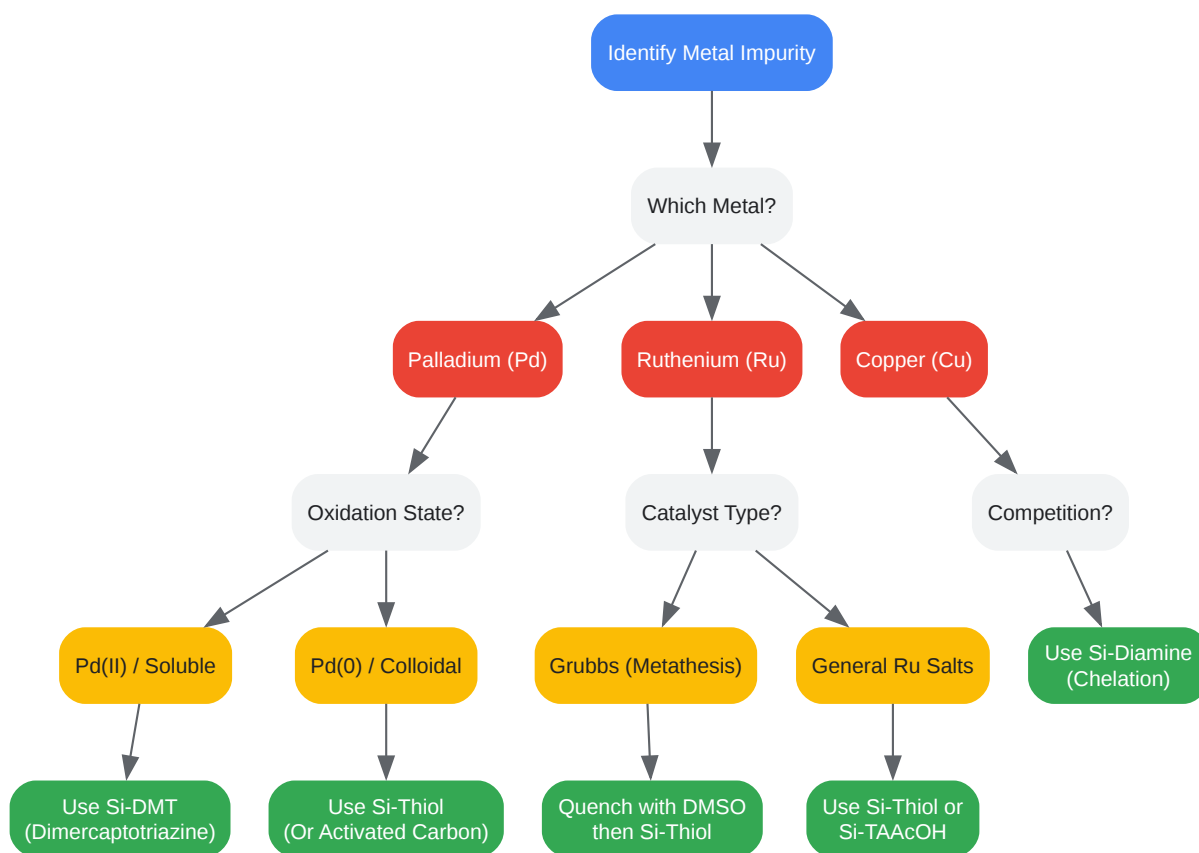 Identify Metal Impurity
Which Metal?
Palladium (Pd)
Ruthenium (Ru)
Copper (Cu)
Oxidation State?
Catalyst Type?
Competition?
Pd(II) / Soluble
Pd(0) / Colloidal
Grubbs (Metathesis)
General Ru Salts
Use Si-Diamine
(Chelation)
Use Si-DMT
(Dimercaptotriazine)
Use Si-Thiol
(Or Activated Carbon)
Quench with DMSO
then Si-Thiol
Use Si-Thiol or
Si-TAAcOH